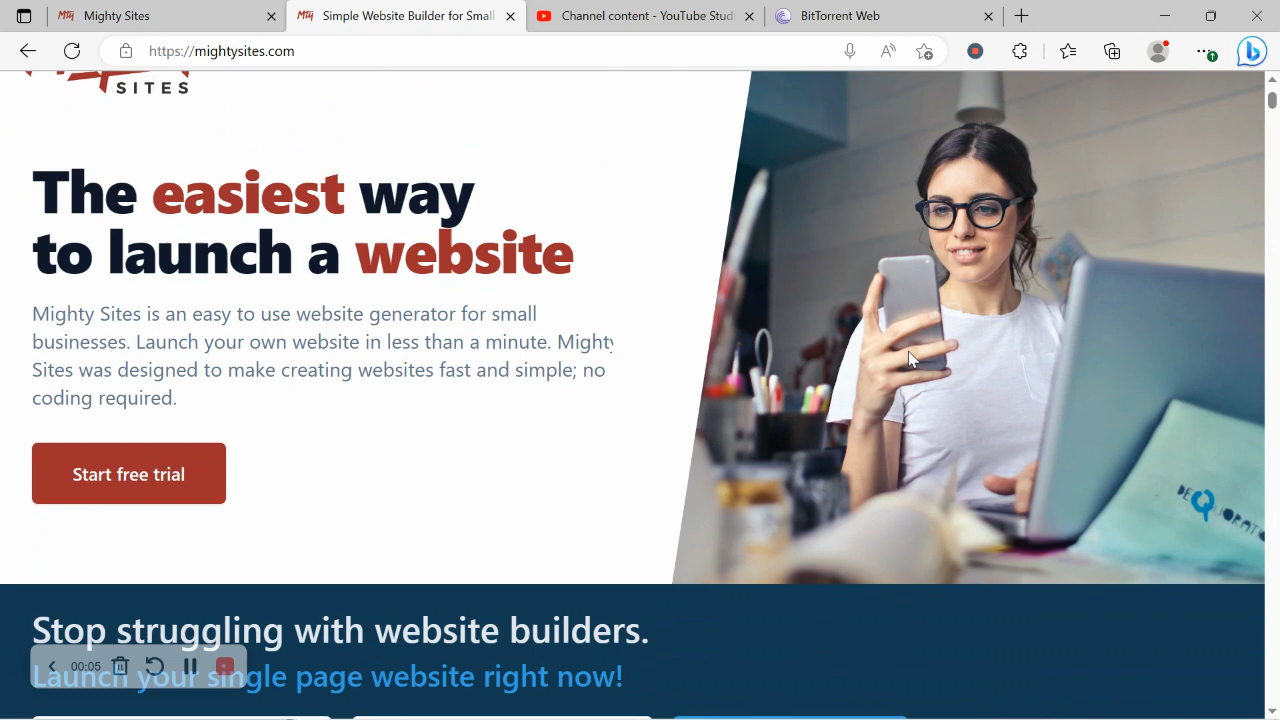 Mighty Sites
Simple Website Builder for Small
Channel content - YouTube Studi
BitTorrent Web
https://mightysites.com
SITES
The easiest way
to launch a website
Mighty Sites is an easy to use website generator for small
businesses. Launch your own website in less than a minute. Mighty
Sites was designed to make creating websites fast and simple; no
coding required.
Start free trial
Stop struggling with website builders.
00:05
Launch your single page website right now!